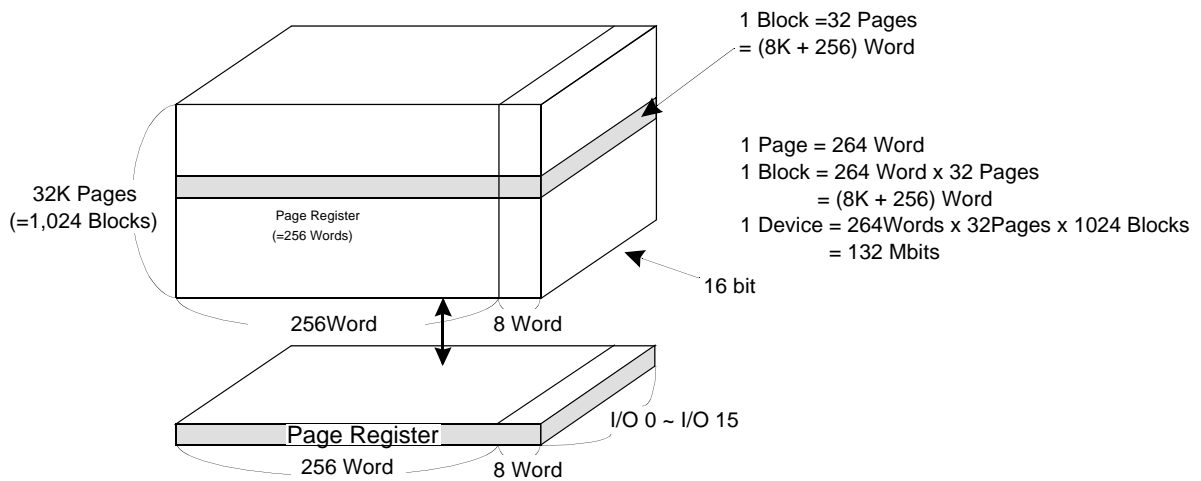 1 Block =32 Pages
= (8K + 256) Word
1 Page = 264 Word
1 Block = 264 Word x 32 Pages
= (8K + 256) Word
1 Device = 264Words x 32Pages x 1024 Blocks
= 132 Mbits
32K Pages
(=1,024 Blocks)
Page Register
(=256 Words)
16 bit
256Word
8 Word
I/O 0 ~ I/O 15
Page Register
256 Word
8 Word